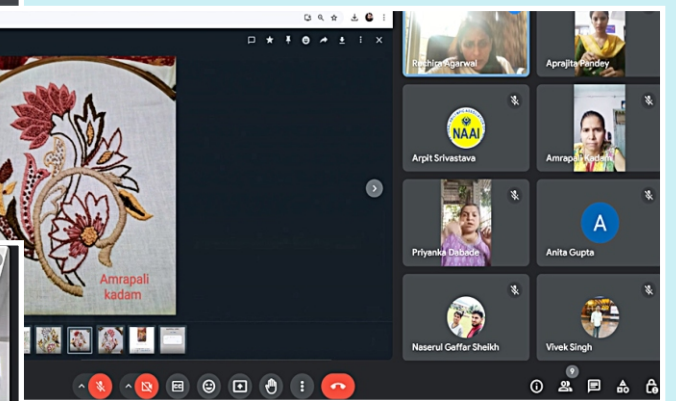 Amrapali
kadam
Ruchira Agarwal
Aprajita Pandey
NAAI
Arpit Srivastava
Amrapali Kadam
Priyanka Dabade
A
Anita Gupta
Naserul Gaffar Sheikh
Vivek Singh
CC
9